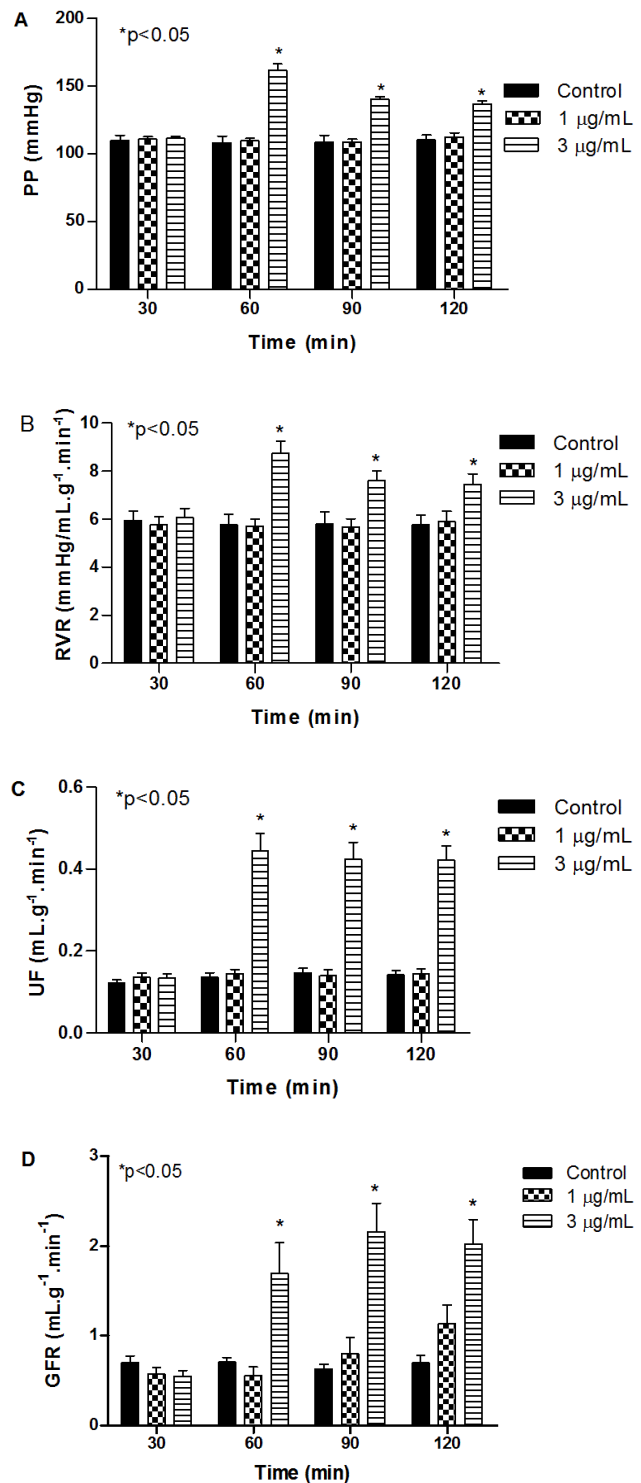 A
*p<0.05
*
*
*
PP (mmHg)
200
150
100
50
0
30 60 90 120
Time (min)
Control
1 µg/mL
3 µg/mL
B
*p<0.05
*
*
*
RVR (mmHg/mL.g⁻¹.min⁻¹)
10
8
6
4
2
0
30 60 90 120
Time (min)
Control
1 µg/mL
3 µg/mL
C
*p<0.05
*
*
*
UF (mL.g⁻¹.min⁻¹)
0.6
0.4
0.2
0.0
30 60 90 120
Time (min)
Control
1 µg/mL
3 µg/mL
D
*p<0.05
*
*
*
GFR (mL.g⁻¹.min⁻¹)
3
2
1
0
30 60 90 120
Time (min)
Control
1 µg/mL
3 µg/mL